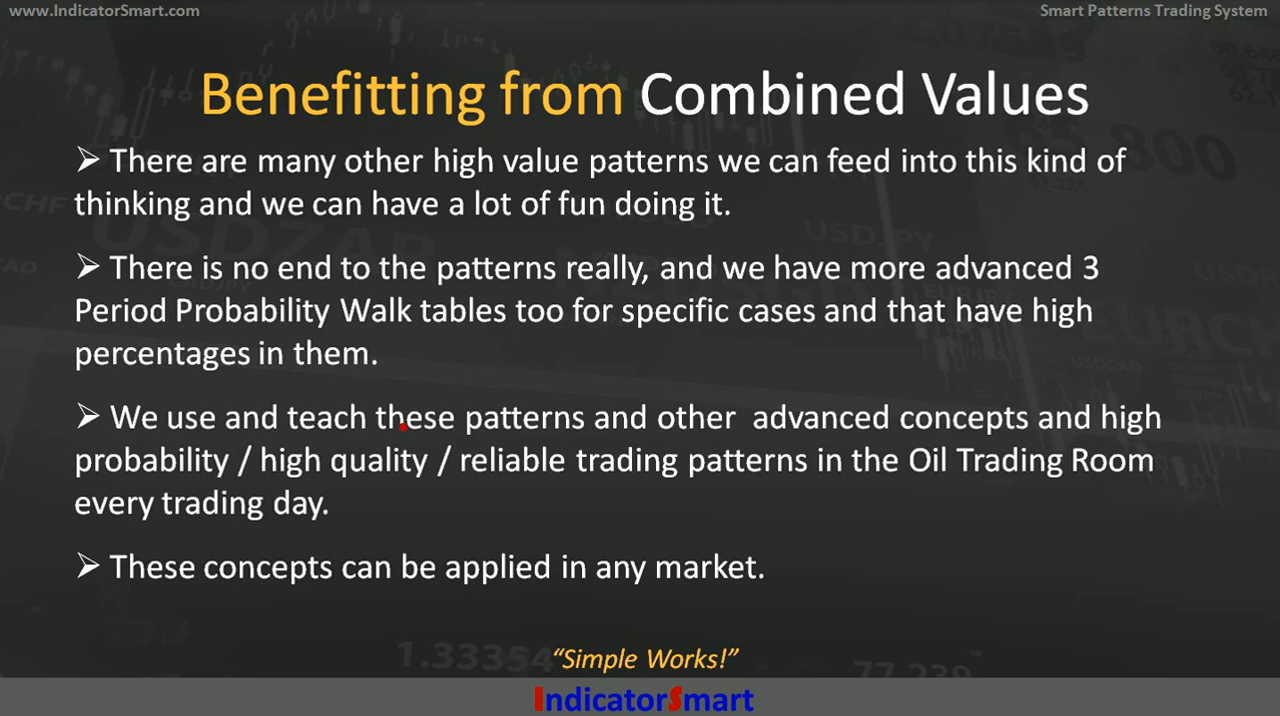 www.IndicatorSmart.com
Smart Patterns Trading System
Benefitting from Combined Values
➢ There are many other high value patterns we can feed into this kind of
thinking and we can have a lot of fun doing it.
➢ There is no end to the patterns really, and we have more advanced 3
Period Probability Walk tables too for specific cases and that have high
percentages in them.
➢ We use and teach these patterns and other advanced concepts and high
probability / high quality / reliable trading patterns in the Oil Trading Room
every trading day.
➢ These concepts can be applied in any market.
“Simple Works!”
IndicatorSmart